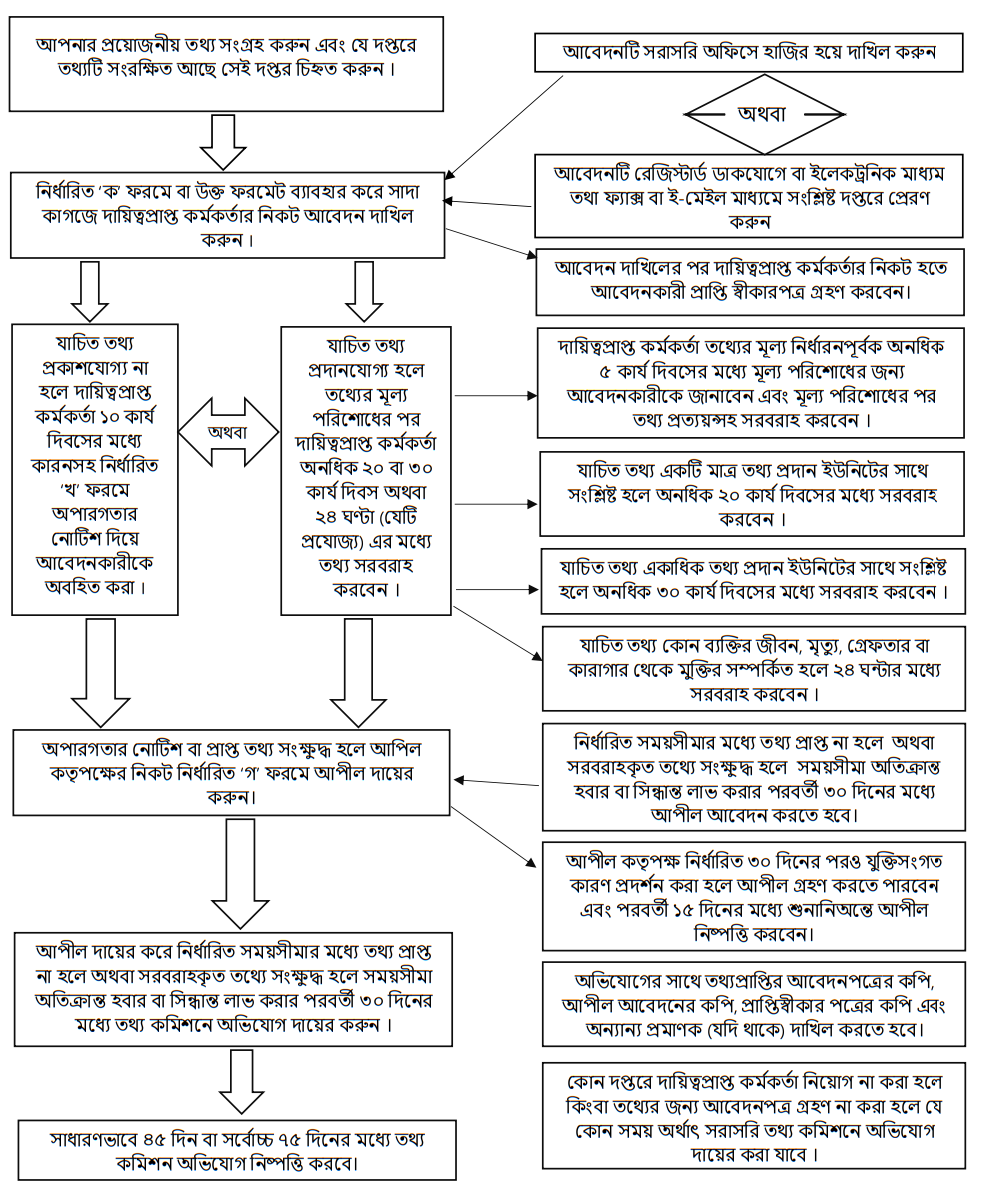 আপনার প্রয়োজনীয় তথ্য সংগ্রহ করুন এবং যে দপ্তরে
তথ্যটি সংরক্ষিত আছে সেই দপ্তর চিহ্নত করুন ।
নির্ধারিত ‘ক’ ফরমে বা উক্ত ফরমেট ব্যাবহার করে সাদা
কাগজে দায়িত্বপ্রাপ্ত কর্মকর্তার নিকট আবেদন দাখিল
করুন ।
যাচিত তথ্য
প্রকাশযোগ্য না
হলে দায়িত্বপ্রাপ্ত
কর্মকর্তা ১০ কার্য
দিবসের মধ্যে
কারনসহ নির্ধারিত
‘খ’ ফরমে
অপারগতার
নোটিশ দিয়ে
আবেদনকারীকে
অবহিত করা ।
অথবা
যাচিত তথ্য
প্রদানযোগ্য হলে
তথ্যের মূল্য
পরিশোধের পর
দায়িত্বপ্রাপ্ত কর্মকর্তা
অনধিক ২০ বা ৩০
কার্য দিবস অথবা
২৪ ঘণ্টা (যেটি
প্রযোজ্য) এর মধ্যে
তথ্য সরবরাহ
করবেন ।
অপারগতার নোটিশ বা প্রাপ্ত তথ্য সংক্ষুদ্ধ হলে আপিল
কতৃপক্ষের নিকট নির্ধারিত ‘গ’ ফরমে আপীল দায়ের
করুন।
আপীল দায়ের করে নির্ধারিত সময়সীমার মধ্যে তথ্য প্রাপ্ত
না হলে অথবা সরবরাহকৃত তথ্যে সংক্ষুদ্ধ হলে সময়সীমা
অতিক্রান্ত হবার বা সিন্ধান্ত লাভ করার পরবর্তী ৩০ দিনের
মধ্যে তথ্য কমিশনে অভিযোগ দায়ের করুন ।
সাধারণভাবে ৪৫ দিন বা সর্বোচ্চ ৭৫ দিনের মধ্যে তথ্য
কমিশন অভিযোগ নিষ্পত্তি করবে।
আবেদনটি সরাসরি অফিসে হাজির হয়ে দাখিল করুন
অথবা
আবেদনটি রেজিস্টার্ড ডাকযোগে বা ইলেকট্রনিক মাধ্যম
তথা ফ্যাক্স বা ই-মেইল মাধ্যমে সংশ্লিষ্ট দপ্তরে প্রেরণ
করুন
আবেদন দাখিলের পর দায়িত্বপ্রাপ্ত কর্মকর্তার নিকট হতে
আবেদনকারী প্রাপ্তি স্বীকারপত্র গ্রহণ করবেন।
দায়িত্বপ্রাপ্ত কর্মকর্তা তথ্যের মূল্য নির্ধারনপূর্বক অনধিক
৫ কার্য দিবসের মধ্যে মূল্য পরিশোধের জন্য
আবেদনকারীকে জানাবেন এবং মূল্য পরিশোধের পর
তথ্য প্রত্যয়ন্সহ সরবরাহ করবেন ।
যাচিত তথ্য একটি মাত্র তথ্য প্রদান ইউনিটের সাথে
সংশ্লিষ্ট হলে অনধিক ২০ কার্য দিবসের মধ্যে সরবরাহ
করবেন ।
যাচিত তথ্য একাধিক তথ্য প্রদান ইউনিটের সাথে সংশ্লিষ্ট
হলে অনধিক ৩০ কার্য দিবসের মধ্যে সরবরাহ করবেন ।
যাচিত তথ্য কোন ব্যক্তির জীবন, মৃত্যু, গ্রেফতার বা
কারাগার থেকে মুক্তির সম্পর্কিত হলে ২৪ ঘন্টার মধ্যে
সরবরাহ করবেন ।
নির্ধারিত সময়সীমার মধ্যে তথ্য প্রাপ্ত না হলে অথবা
সরবরাহকৃত তথ্যে সংক্ষুদ্ধ হলে সময়সীমা অতিক্রান্ত
হবার বা সিন্ধান্ত লাভ করার পরবর্তী ৩০ দিনের মধ্যে
আপীল আবেদন করতে হবে।
আপীল কতৃপক্ষ নির্ধারিত ৩০ দিনের পরও যুক্তিসংগত
কারণ প্রদর্শন করা হলে আপীল গ্রহণ করতে পারবেন
এবং পরবর্তী ১৫ দিনের মধ্যে শুনানিঅন্তে আপীল
নিষ্পত্তি করবেন।
অভিযোগের সাথে তথ্যপ্রাপ্তির আবেদনপত্রের কপি,
আপীল আবেদনের কপি, প্রাপ্তিস্বীকার পত্রের কপি এবং
অন্যান্য প্রমাণক (যদি থাকে) দাখিল করতে হবে।
কোন দপ্তরে দায়িত্বপ্রাপ্ত কর্মকর্তা নিয়োগ না করা হলে
কিংবা তথ্যের জন্য আবেদনপত্র গ্রহণ না করা হলে যে
কোন সময় অর্থাৎ সরাসরি তথ্য কমিশনে অভিযোগ
দায়ের করা যাবে ।